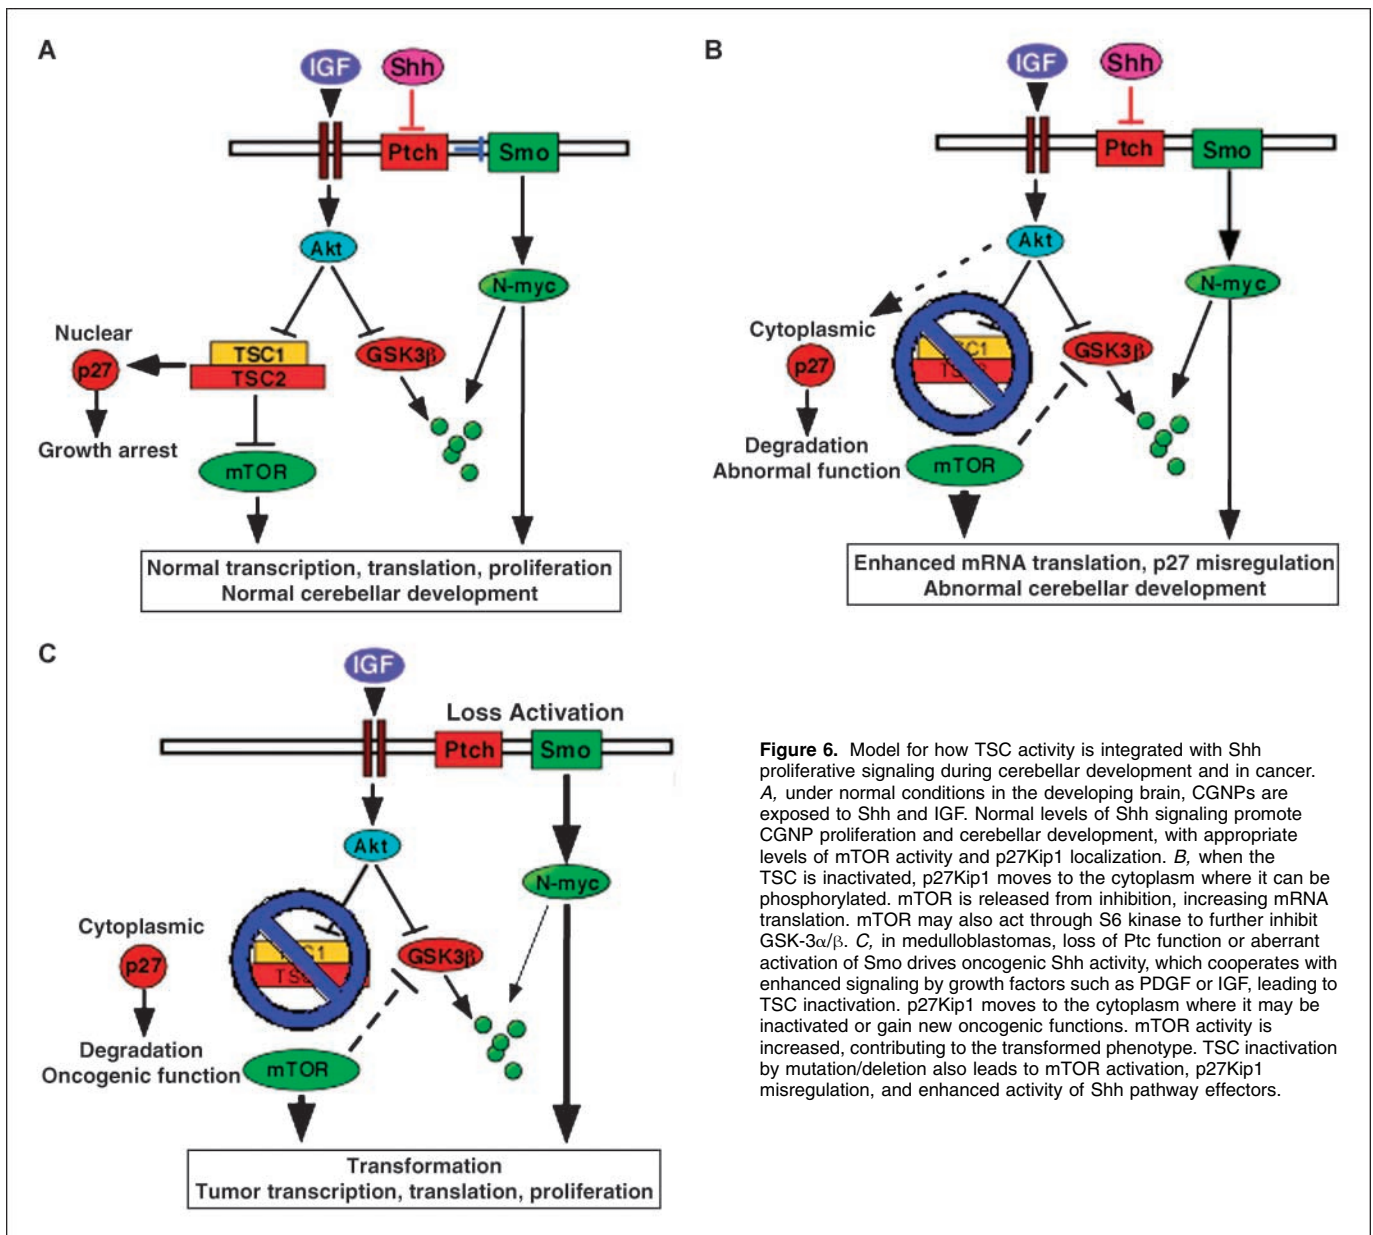 A
IGF
Shh
Ptch
Smo
Akt
N-myc
Nuclear
p27
TSC1
TSC2
GSK3β
Growth arrest
mTOR
Normal transcription, translation, proliferation
Normal cerebellar development
B
IGF
Shh
Ptch
Smo
Akt
N-myc
Cytoplasmic
p27
GSK3β
Degradation
Abnormal function
mTOR
Enhanced mRNA translation, p27 misregulation
Abnormal cerebellar development
C
IGF
Loss Activation
Ptch
Smo
Akt
N-myc
Cytoplasmic
p27
GSK3β
Degradation
Oncogenic function
mTOR
Transformation
Tumor transcription, translation, proliferation
Figure 6. Model for how TSC activity is integrated with Shh
proliferative signaling during cerebellar development and in cancer.
A, under normal conditions in the developing brain, CGNPs are
exposed to Shh and IGF. Normal levels of Shh signaling promote
CGNP proliferation and cerebellar development, with appropriate
levels of mTOR activity and p27Kip1 localization. B, when the
TSC is inactivated, p27Kip1 moves to the cytoplasm where it can be
phosphorylated. mTOR is released from inhibition, increasing mRNA
translation. mTOR may also act through S6 kinase to further inhibit
GSK-3α/β. C, in medulloblastomas, loss of Ptc function or aberrant
activation of Smo drives oncogenic Shh activity, which cooperates with
enhanced signaling by growth factors such as PDGF or IGF, leading to
TSC inactivation. p27Kip1 moves to the cytoplasm where it may be
inactivated or gain new oncogenic functions. mTOR activity is
increased, contributing to the transformed phenotype. TSC inactivation
by mutation/deletion also leads to mTOR activation, p27Kip1
misregulation, and enhanced activity of Shh pathway effectors.